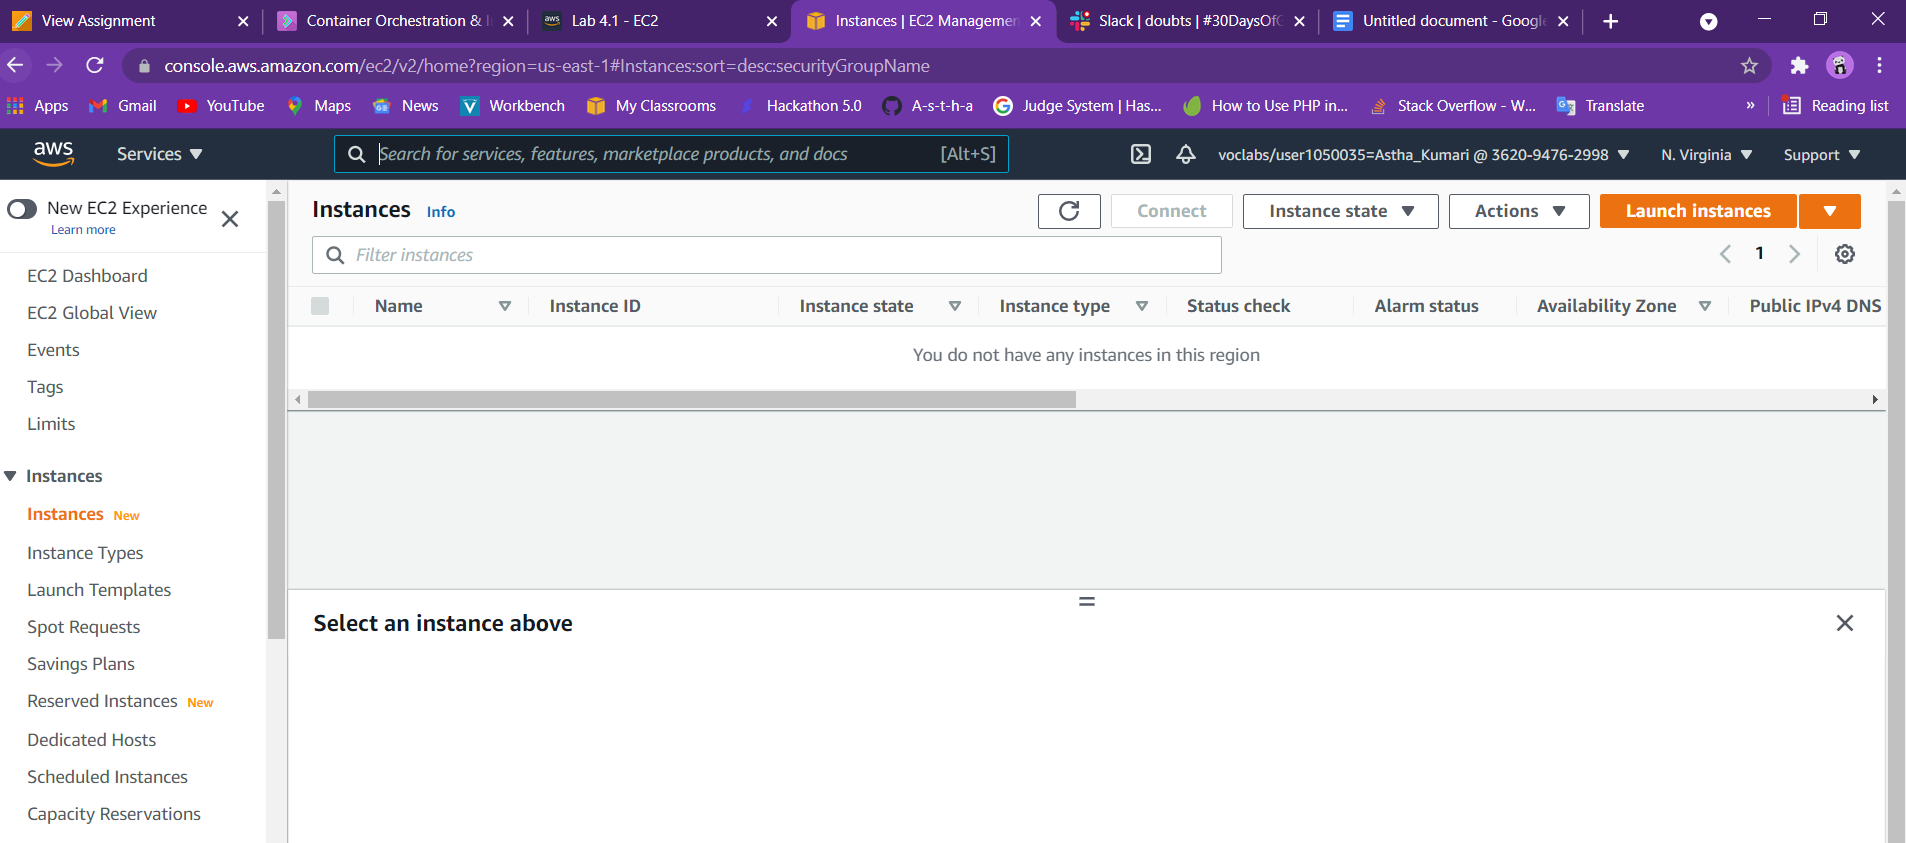 View Assignment
Container Orchestration & I
Lab 4.1 - EC2
Instances | EC2 Managemen
Slack | doubts | #30DaysOfG
Untitled document - Google
console.aws.amazon.com/ec2/v2/home?region=us-east-1#Instances:sort=desc:securityGroupName
Apps Gmail YouTube Maps News Workbench My Classrooms Hackathon 5.0 A-s-t-h-a Judge System | Has... How to Use PHP in... Stack Overflow - W... Translate » Reading list
aws Services Search for services, features, marketplace products, and docs [Alt+S] voclabs/user1050035=Astha_Kumari @ 3620-9476-2998 N. Virginia Support
New EC2 Experience
Learn more
EC2 Dashboard
EC2 Global View
Events
Tags
Limits
Instances
Instances New
Instance Types
Launch Templates
Spot Requests
Savings Plans
Reserved Instances New
Dedicated Hosts
Scheduled Instances
Capacity Reservations
Instances Info Connect Instance state Actions Launch instances
Filter instances 1
Name Instance ID Instance state Instance type Status check Alarm status Availability Zone Public IPv4 DNS
You do not have any instances in this region
Select an instance above